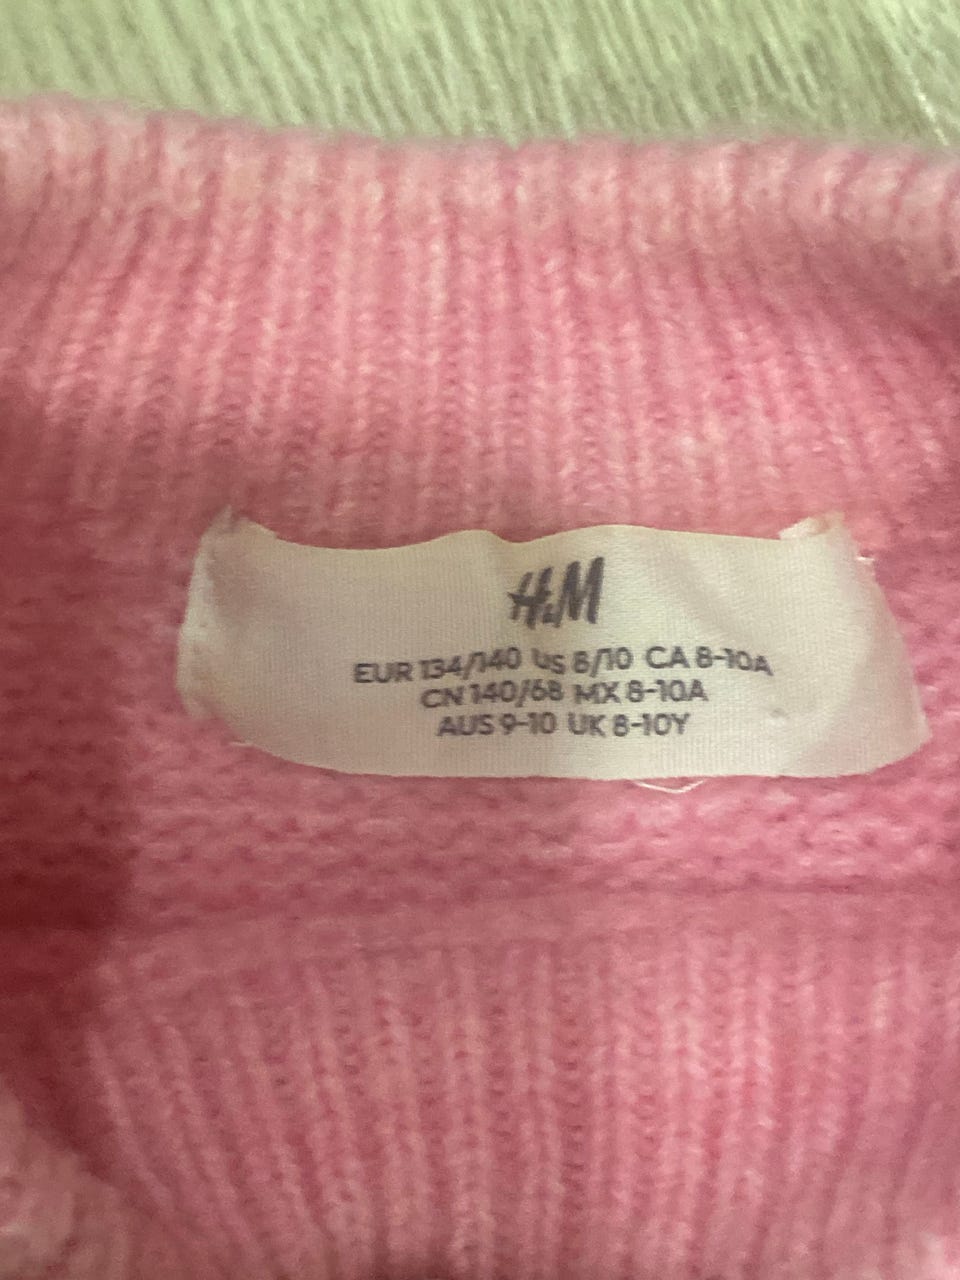 H&M
EUR 134/140 US 8/10 CA 8-10A
CN 140/68 MX 8-10A
AUS 9-10 UK 8-10Y